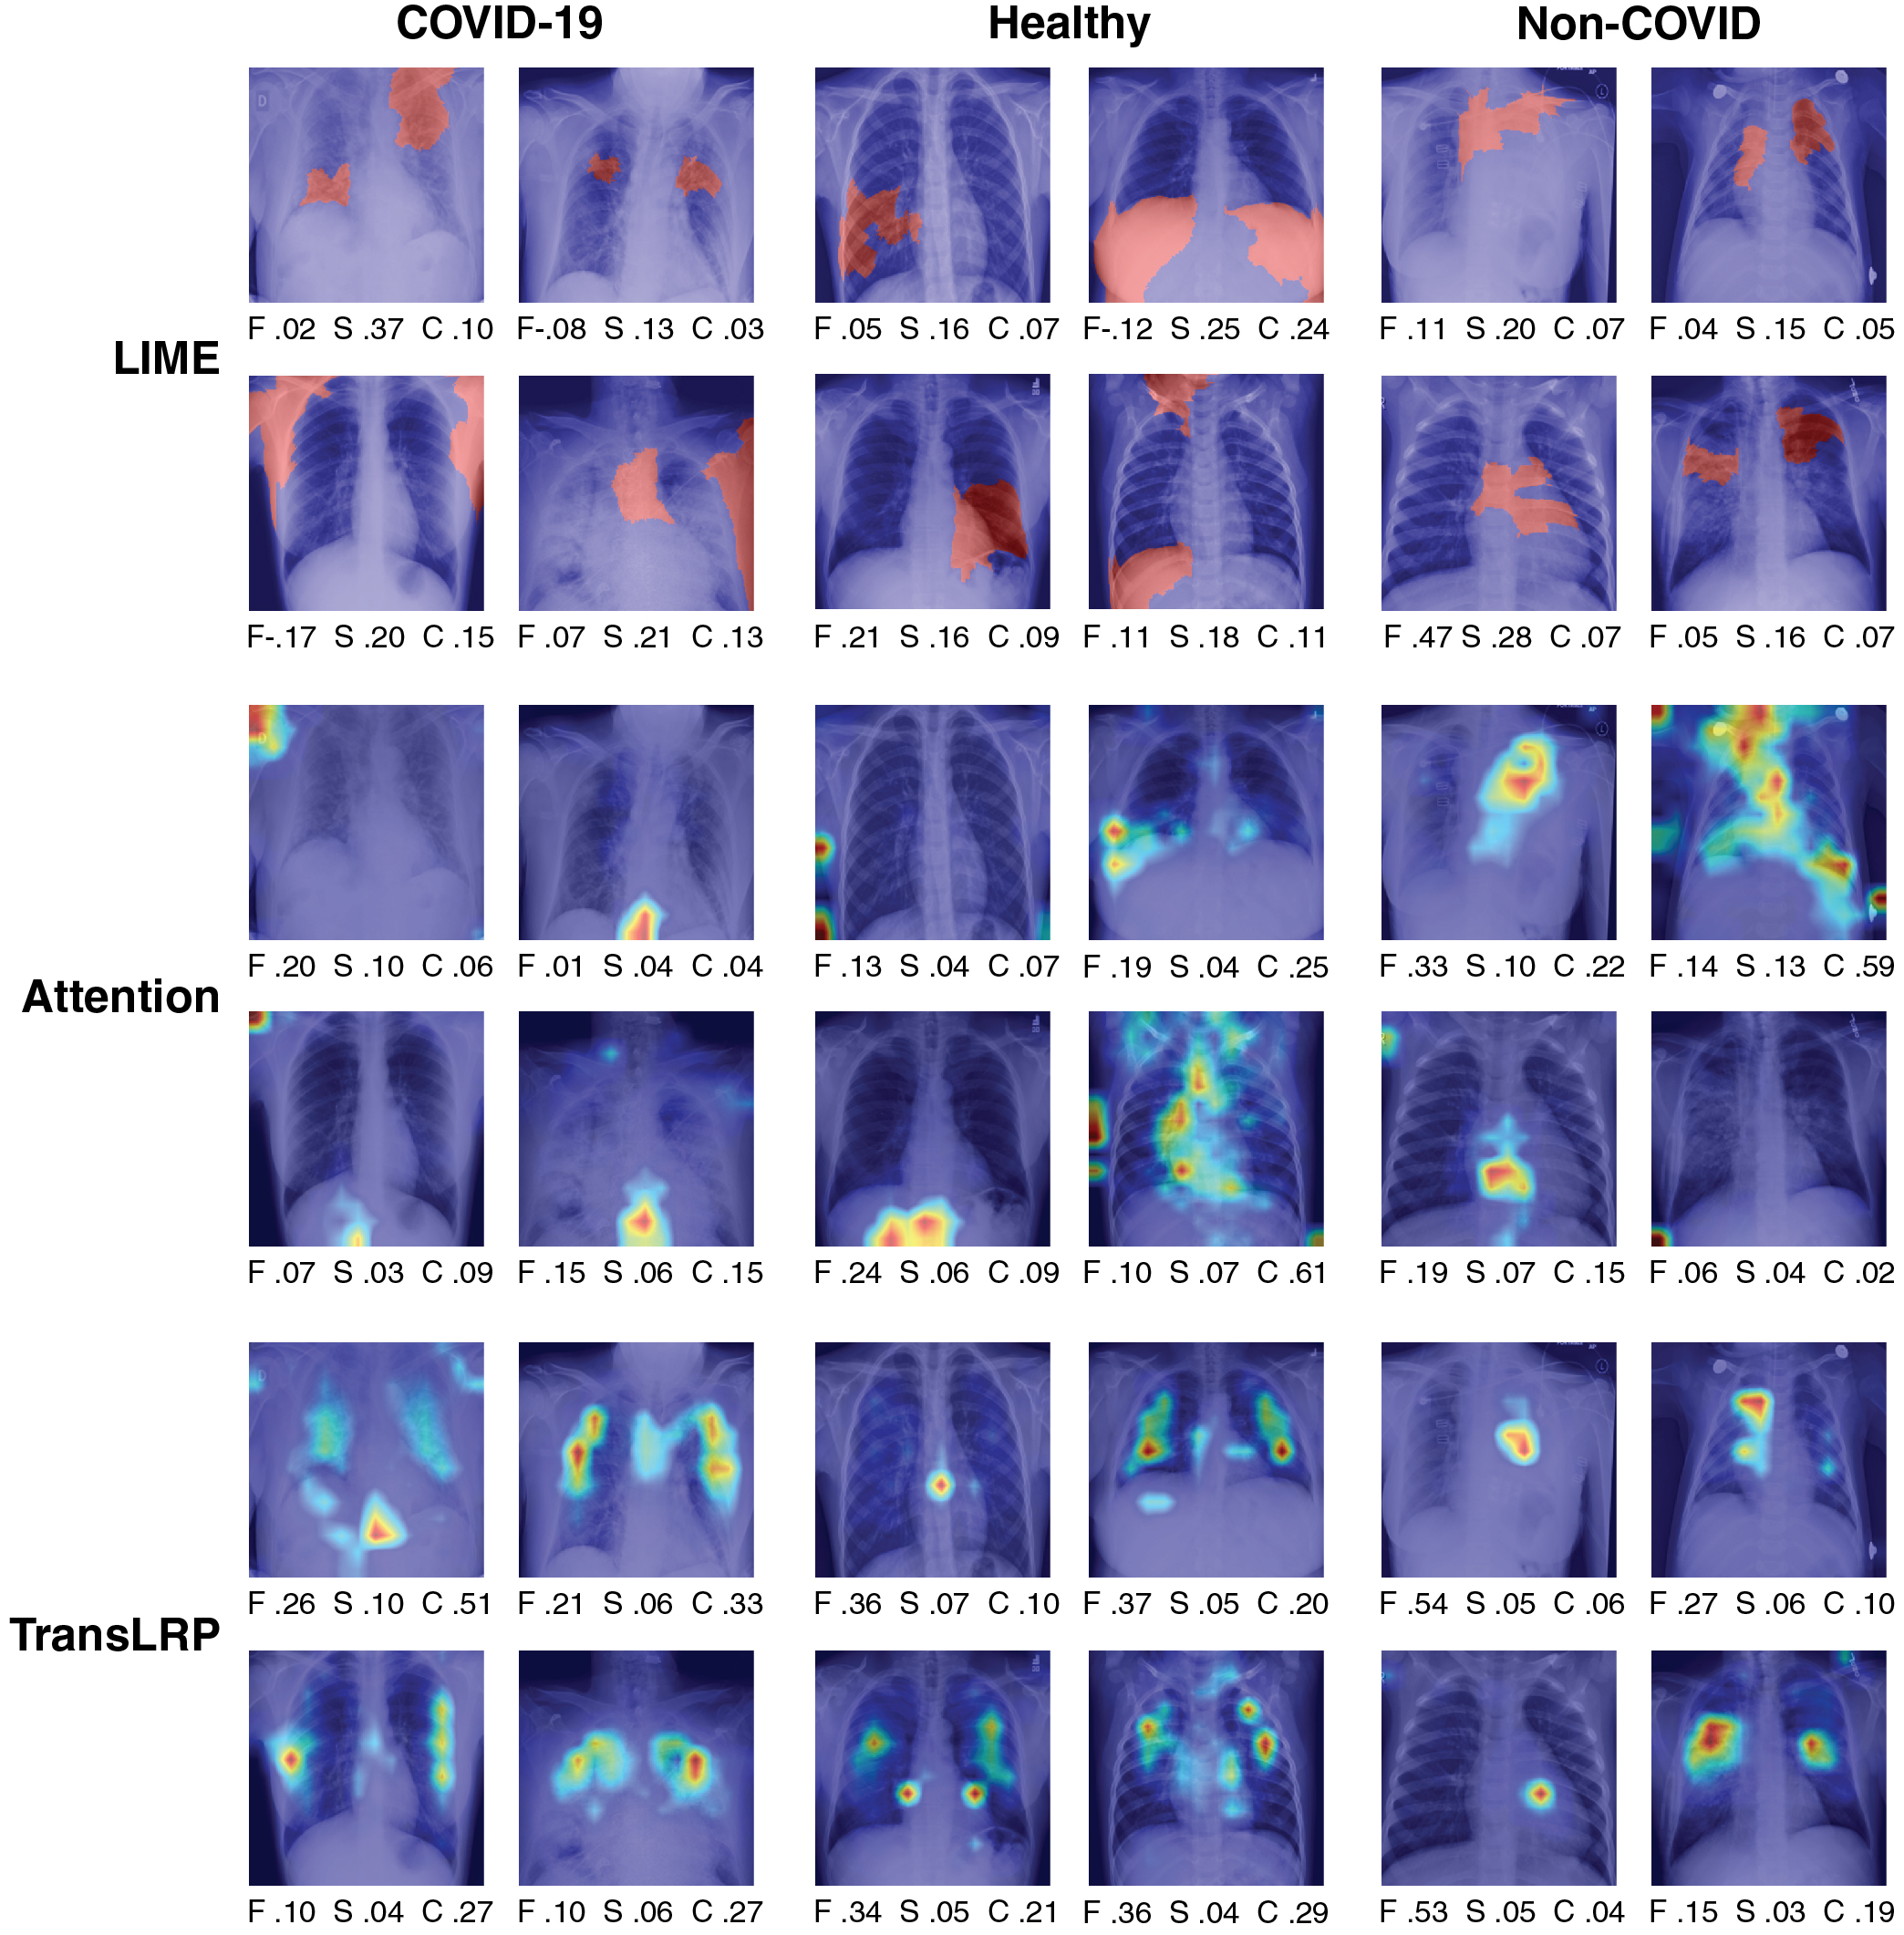 COVID-19 Healthy Non-COVID
F .02 S .37 C .10 F-.08 S .13 C .03 F .05 S .16 C .07 F-.12 S .25 C .24 F .11 S .20 C .07 F .04 S .15 C .05
LIME
F-.17 S .20 C .15 F .07 S .21 C .13 F .21 S .16 C .09 F .11 S .18 C .11 F .47 S .28 C .07 F .05 S .16 C .07
F .20 S .10 C .06 F .01 S .04 C .04 F .13 S .04 C .07 F .19 S .04 C .25 F .33 S .10 C .22 F .14 S .13 C .59
Attention
F .07 S .03 C .09 F .15 S .06 C .15 F .24 S .06 C .09 F .10 S .07 C .61 F .19 S .07 C .15 F .06 S .04 C .02
F .26 S .10 C .51 F .21 S .06 C .33 F .36 S .07 C .10 F .37 S .05 C .20 F .54 S .05 C .06 F .27 S .06 C .10
TransLRP
F .10 S .04 C .27 F .10 S .06 C .27 F .34 S .05 C .21 F .36 S .04 C .29 F .53 S .05 C .04 F .15 S .03 C .19